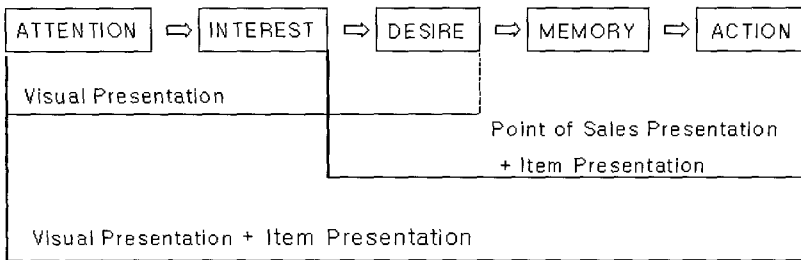 ATTENTION ⇨ INTEREST ⇨ DESIRE ⇨ MEMORY ⇨ ACTION
Visual Presentation
Point of Sales Presentation
+ Item Presentation
Visual Presentation + Item Presentation